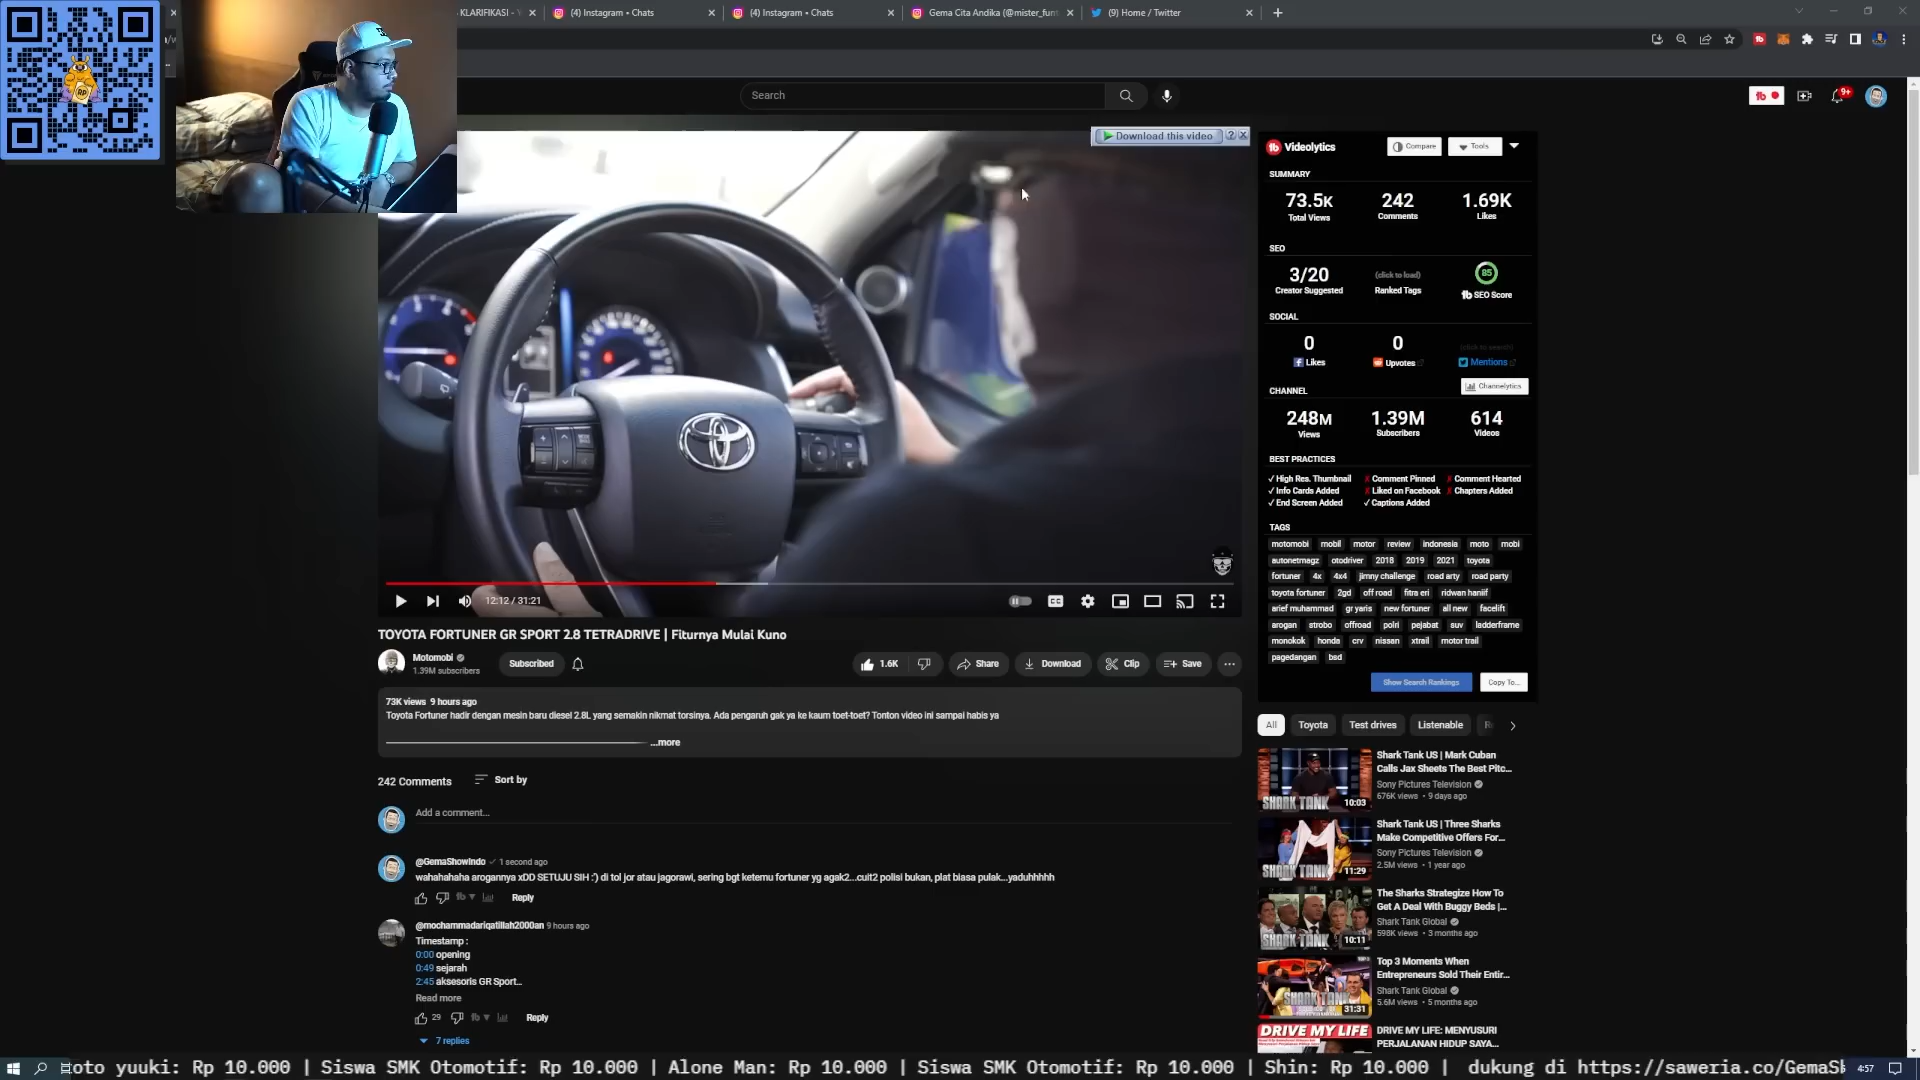 KLARIFIKASI -
(4) Instagram • Chats
(4) Instagram • Chats
Gema Cita Andika (@mister_fun
(9) Home / Twitter
RP
Search
9+
Download this video
Videolytics
Compare
Tools
SUMMARY
73.5K
242
1.69K
Total Views
Comments
Likes
SEO
3/20
(click to load)
85
Creator Suggested
Ranked Tags
SEO Score
SOCIAL
0
0
Likes
Upvotes
Mentions
CHANNEL
Channelytics
248M
1.39M
614
Views
Subscribers
Videos
BEST PRACTICES
✓ High Res. Thumbnail
✗ Comment Pinned
✗ Comment Hearted
✓ Info Cards Added
✗ Liked on Facebook
✗ Chapters Added
✓ End Screen Added
✓ Captions Added
TAGS
motomobi mobil motor review indonesia moto mobi
autonetmagz otodriver 2018 2019 2021 toyota
fortuner 4x 4x4 jimny challenge road arty road party
toyota fortuner 2gd off road fitra eri ridwan haniif
arief muhammad gr yaris new fortuner all new facelift
arogan strobo offroad polri pejabat suv ladderframe
monokok honda crv nissan xtrail motor trail
pagedangan bsd
Show Search Rankings
Copy To...
12:12 / 31:21
CC
TOYOTA FORTUNER GR SPORT 2.8 TETRADRIVE | Fiturnya Mulai Kuno
Motomobi
1.39M subscribers
Subscribed
1.6K
Share
Download
Clip
Save
73K views 9 hours ago
Toyota Fortuner hadir dengan mesin baru diesel 2.8L yang semakin nikmat torsinya. Ada pengaruh gak ya ke kaum toet-toet? Tonton video ini sampai habis ya
...more
242 Comments
Sort by
Add a comment...
@GemaShowIndo ✓ 1 second ago
wahahahaha arogannya xDD SETUJU SIH :') di tol jor atau jagorawi, sering bgt ketemu fortuner yg agak2...cuit2 polisi bukan, plat biasa pulak...yaduhhhhh
Reply
@mochammadariqatillah2000an 9 hours ago
Timestamp :
0:00 opening
0:49 sejarah
2:45 aksesoris GR Sport...
Read more
29
Reply
7 replies
All
Toyota
Test drives
Listenable
SHARK TANK
10:03
Shark Tank US | Mark Cuban
Calls Jax Sheets The Best Pitc...
Sony Pictures Television
676K views • 9 days ago
SHARK TANK
11:29
Shark Tank US | Three Sharks
Make Competitive Offers For...
Sony Pictures Television
2.5M views • 1 year ago
SHARK TANK
10:11
The Sharks Strategize How To
Get A Deal With Buggy Beds |...
Shark Tank Global
598K views • 3 months ago
SHARK TANK
31:31
Top 3 Moments When
Entrepreneurs Sold Their Entir...
Shark Tank Global
5.6M views • 5 months ago
DRIVE MY LIFE
DRIVE MY LIFE: MENYUSURI
PERJALANAN HIDUP SAYA...
oto yuuki: Rp 10.000 | Siswa SMK Otomotif: Rp 10.000 | Alone Man: Rp 10.000 | Siswa SMK Otomotif: Rp 10.000 | Shin: Rp 10.000 | dukung di https://saweria.co/GemaSh
4:57